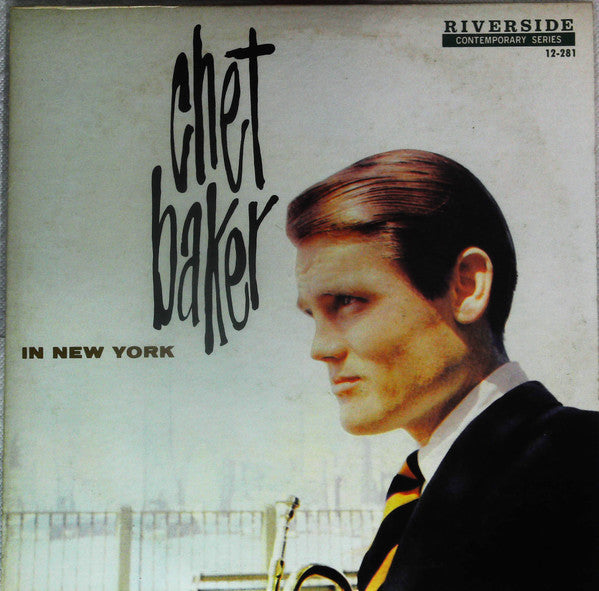 RIVERSIDE
CONTEMPORARY SERIES
12-281
chet
baker
IN NEW YORK